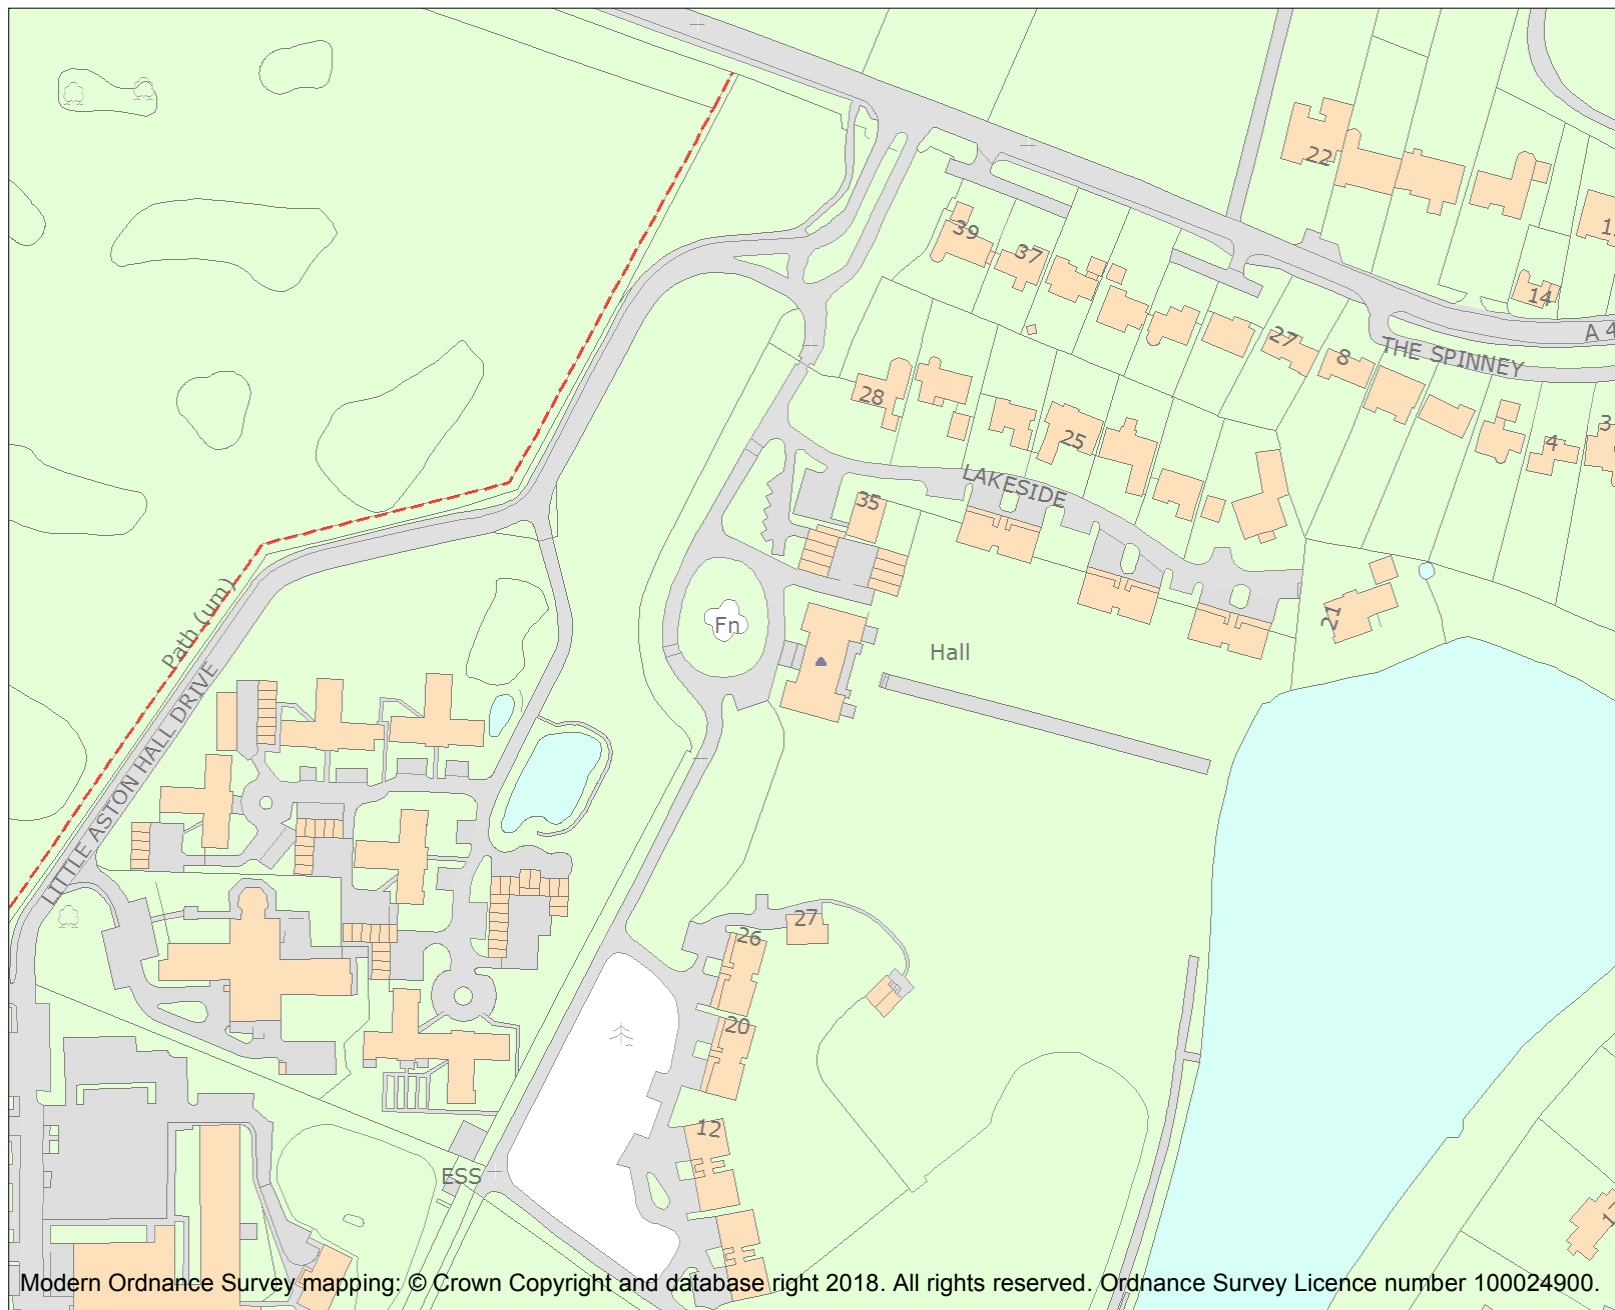 22
39
37
14
1
A 4
27
8
THE SPINNEY
28
25
4
3
LAKESIDE
35
Path (um)
21
Fn
Hall
LITTLE ASTON HALL DRIVE
27
26
20
12
ESS
17
Modern Ordnance Survey mapping: © Crown Copyright and database right 2018. All rights reserved. Ordnance Survey Licence number 100024900.